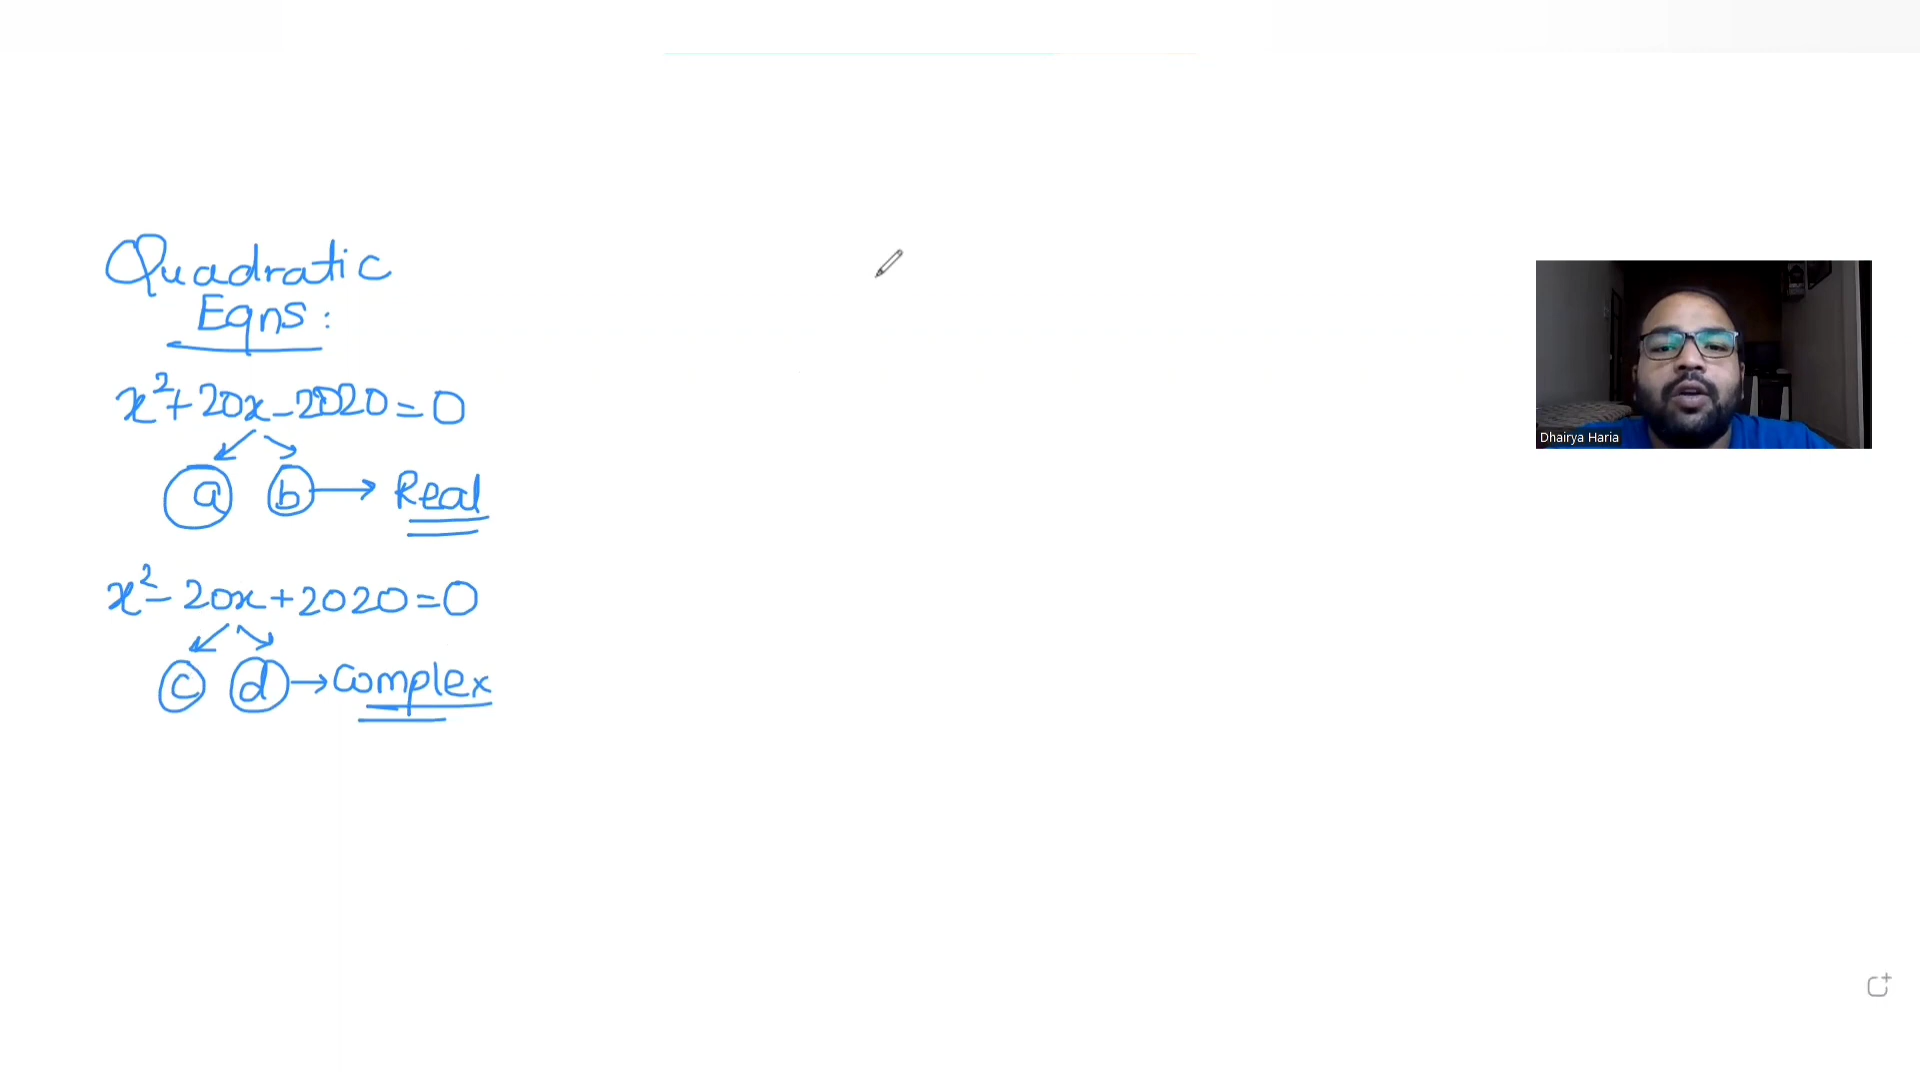 Quadratic
Eqns:
x²+20x-2020=0
a b → Real
x²-20x+2020=0
c d → Complex
Dhairya Haria